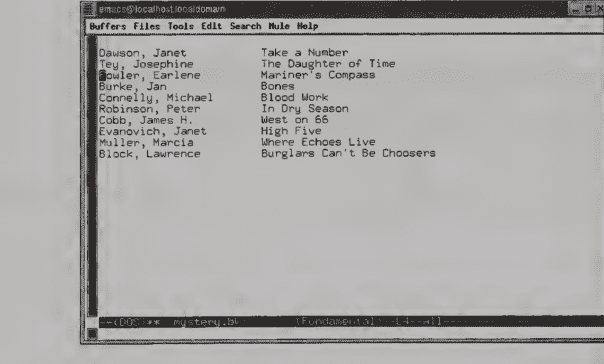 emacs@localhost.localdomain
Buffers Files Tools Edit Search Mule Help
Dawson, Janet Take a Number
Tey, Josephine The Daughter of Time
Fowler, Earlene Mariner's Compass
Burke, Jan Bones
Connelly, Michael Blood Work
Robinson, Peter In Dry Season
Cobb, James H. West on 66
Evanovich, Janet High Five
Muller, Marcia Where Echoes Live
Block, Lawrence Burglars Can't Be Choosers
--(DOS)** mystery.bk (Fundamental)--L4--All---